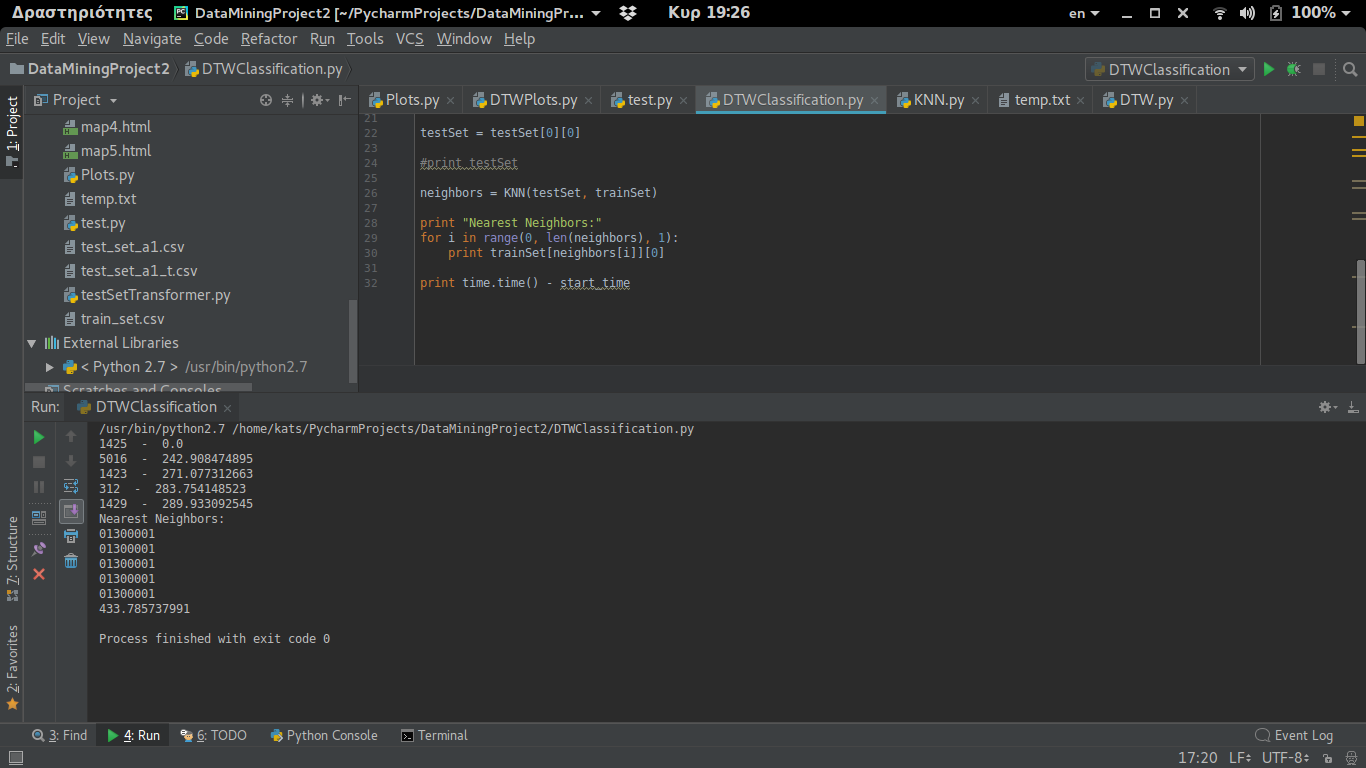 Δραστηριότητες DataMiningProject2 [~/PycharmProjects/DataMiningPr... Κυρ 19:26 en 100%
File Edit View Navigate Code Refactor Run Tools VCS Window Help
DataMiningProject2 DTWClassification.py DTWClassification
1: Project
7: Structure
2: Favorites
Project
map4.html
map5.html
Plots.py
temp.txt
test.py
test_set_a1.csv
test_set_a1_t.csv
testSetTransformer.py
train_set.csv
External Libraries
< Python 2.7 > /usr/bin/python2.7
Scratches and Consoles
Plots.py DTWPlots.py test.py DTWClassification.py KNN.py temp.txt DTW.py
21
22 testSet = testSet[0][0]
23
24 #print testSet
25
26 neighbors = KNN(testSet, trainSet)
27
28 print "Nearest Neighbors:"
29 for i in range(0, len(neighbors), 1):
30 print trainSet[neighbors[i]][0]
31
32 print time.time() - start_time
Run: DTWClassification
/usr/bin/python2.7 /home/kats/PycharmProjects/DataMiningProject2/DTWClassification.py
1425 - 0.0
5016 - 242.908474895
1423 - 271.077312663
312 - 283.754148523
1429 - 289.933092545
Nearest Neighbors:
01300001
01300001
01300001
01300001
01300001
433.785737991
Process finished with exit code 0
3: Find 4: Run 6: TODO Python Console Terminal Event Log
17:20 LF UTF-8